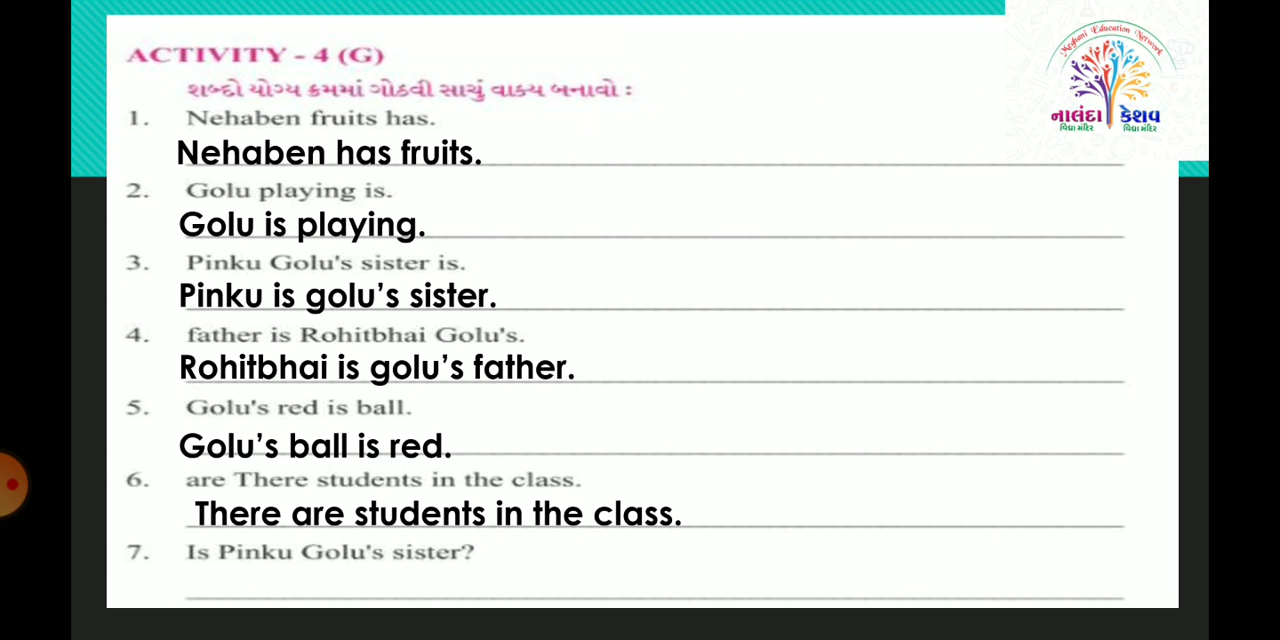 Meghani Education Network
નાલંદા કેશવ
વિદ્યા મંદિર વિદ્યા મંદિર
ACTIVITY - 4 (G)
શબ્દો યોગ્ય ક્રમમાં ગોઠવી સાચું વાક્ય બનાવો :
1. Nehaben fruits has.
Nehaben has fruits.
2. Golu playing is.
Golu is playing.
3. Pinku Golu's sister is.
Pinku is golu’s sister.
4. father is Rohitbhai Golu's.
Rohitbhai is golu’s father.
5. Golu's red is ball.
Golu’s ball is red.
6. are There students in the class.
There are students in the class.
7. Is Pinku Golu's sister?